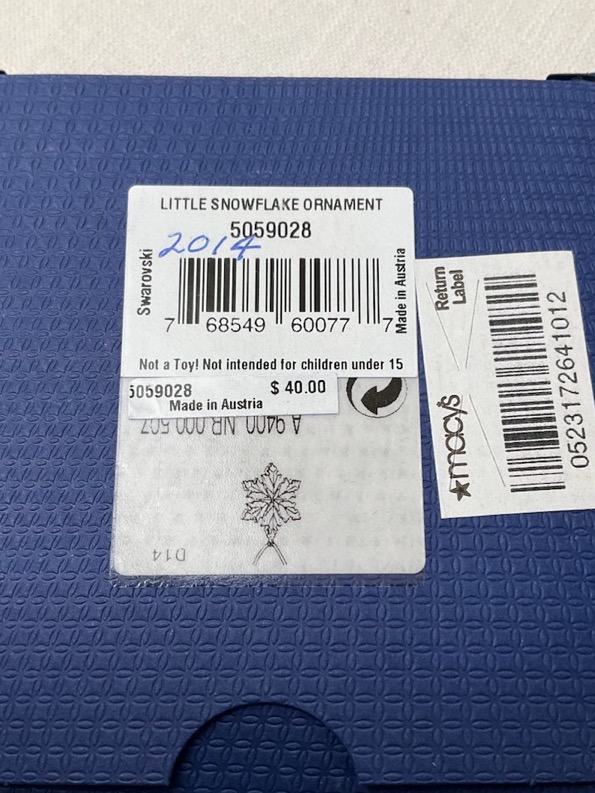 LITTLE SNOWFLAKE ORNAMENT
5059028
2014
Swarovski
Made in Austria
7 68549 60077 7
Not a Toy! Not intended for children under 15
5059028 $ 40.00
Made in Austria
A 9400 NR 000 507
D14
Return
Label
★macy's
0523172641012